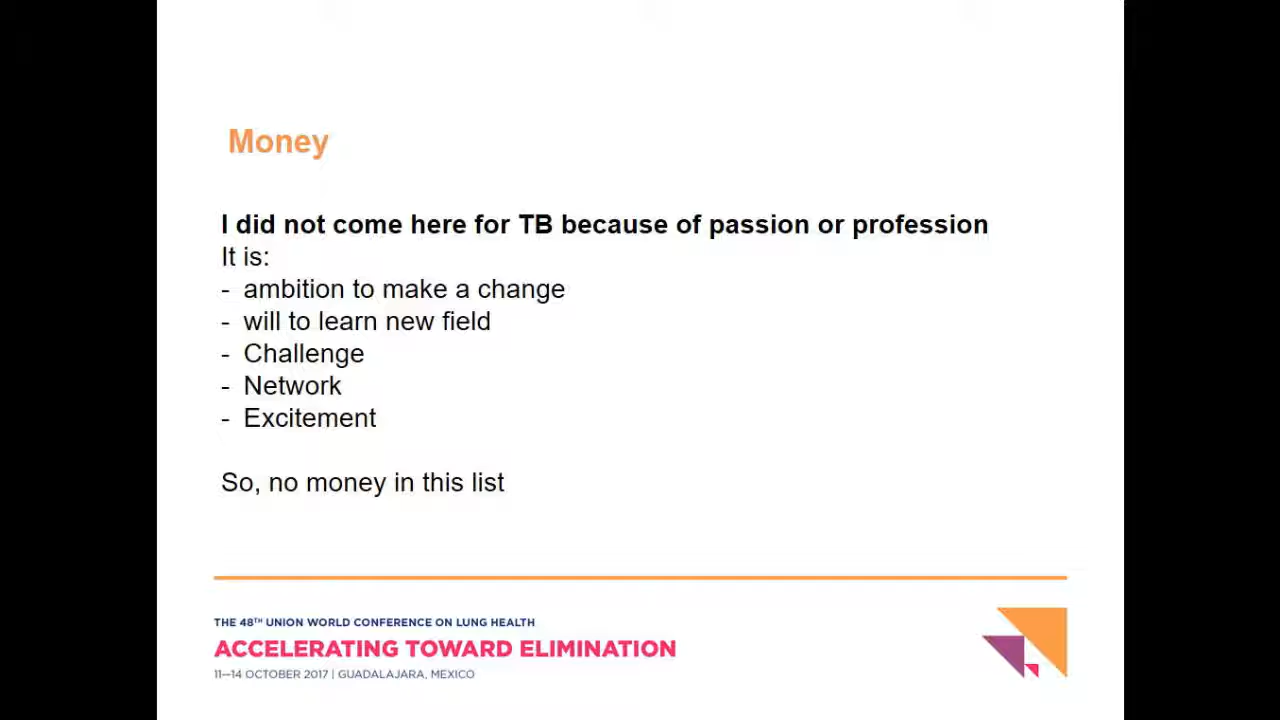 Money
I did not come here for TB because of passion or profession
It is:
- ambition to make a change
- will to learn new field
- Challenge
- Network
- Excitement
So, no money in this list
THE 48TH UNION WORLD CONFERENCE ON LUNG HEALTH
ACCELERATING TOWARD ELIMINATION
11—14 OCTOBER 2017 | GUADALAJARA, MEXICO